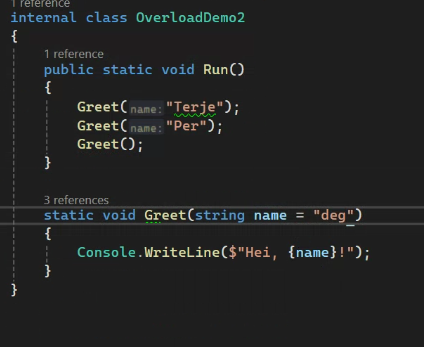 1 reference
internal class OverloadDemo2
{
1 reference
public static void Run()
{
Greet(name:"Terje");
Greet(name:"Per");
Greet();
}
3 references
static void Greet(string name = "deg")
{
Console.WriteLine($"Hei, {name}!");
}
}